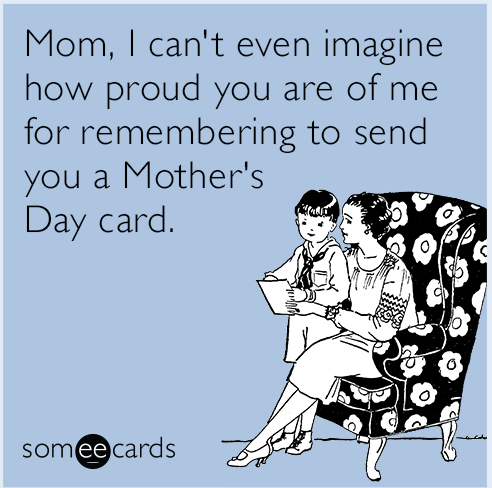 Mom, I can't even imagine
how proud you are of me
for remembering to send
you a Mother's
Day card.
someecards